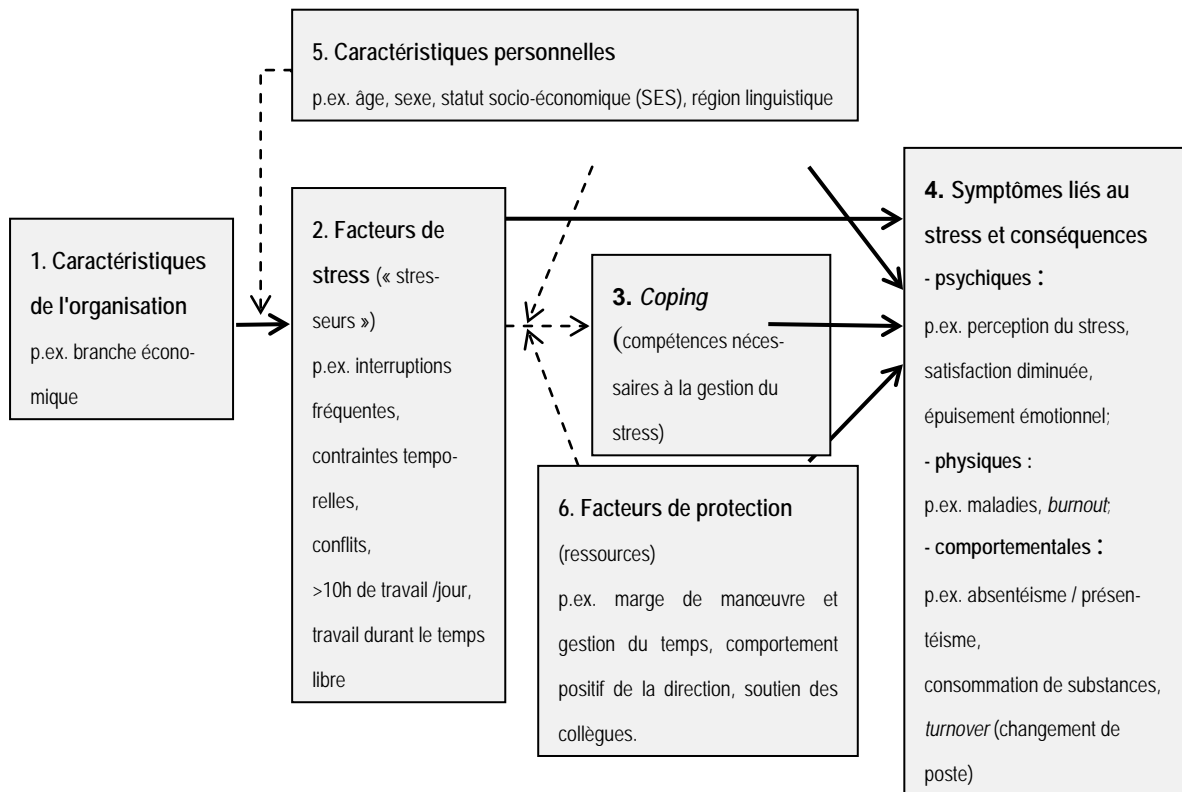 5. Caractéristiques personnelles
p.ex. âge, sexe, statut socio-économique (SES), région linguistique
1. Caractéristiques
de l'organisation
p.ex. branche écono-
mique
2. Facteurs de
stress (« stres-
seurs »)
p.ex. interruptions
fréquentes,
contraintes tempo-
relles,
conflits,
>10h de travail /jour,
travail durant le temps
libre
3. Coping
(compétences néces-
saires à la gestion du
stress)
6. Facteurs de protection
(ressources)
p.ex. marge de manœuvre et
gestion du temps, comportement
positif de la direction, soutien des
collègues.
4. Symptômes liés au
stress et conséquences
- psychiques :
p.ex. perception du stress,
satisfaction diminuée,
épuisement émotionnel;
- physiques :
p.ex. maladies, burnout;
- comportementales :
p.ex. absentéisme / présen-
téisme,
consommation de substances,
turnover (changement de
poste)